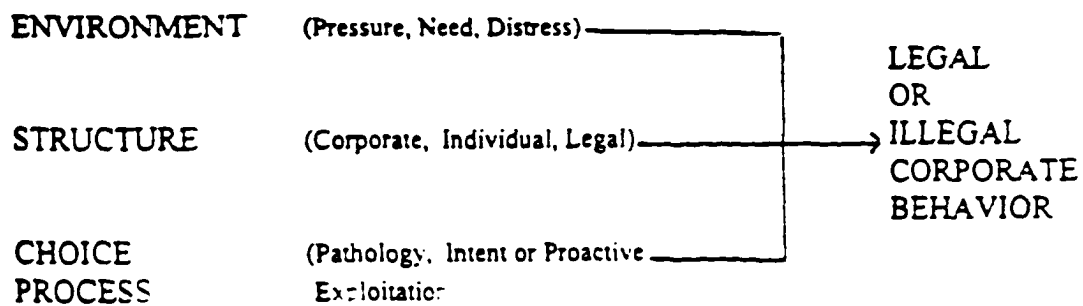 ENVIRONMENT (Pressure, Need, Distress)
STRUCTURE (Corporate, Individual, Legal)
CHOICE PROCESS (Pathology, Intent or Proactive
Exploitation
LEGAL
OR
ILLEGAL
CORPORATE
BEHAVIOR